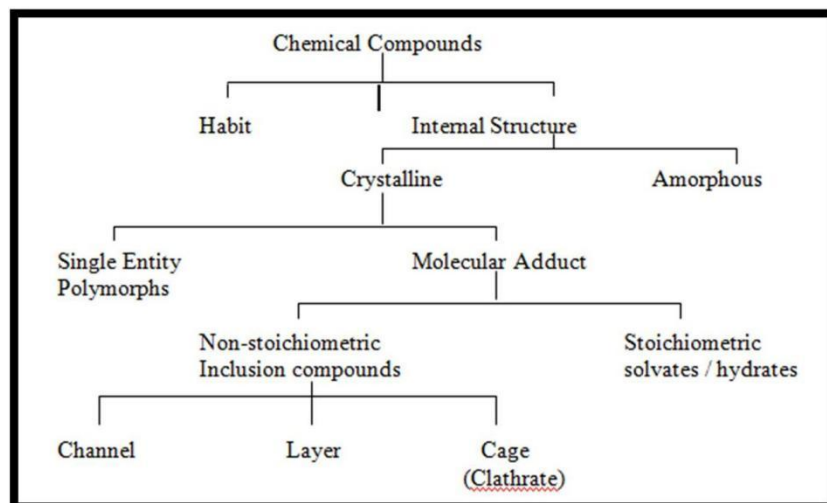 Chemical Compounds
Habit
Internal Structure
Crystalline
Amorphous
Single Entity
Polymorphs
Molecular Adduct
Non-stoichiometric
Inclusion compounds
Stoichiometric
solvates / hydrates
Channel
Layer
Cage
(Clathrate)